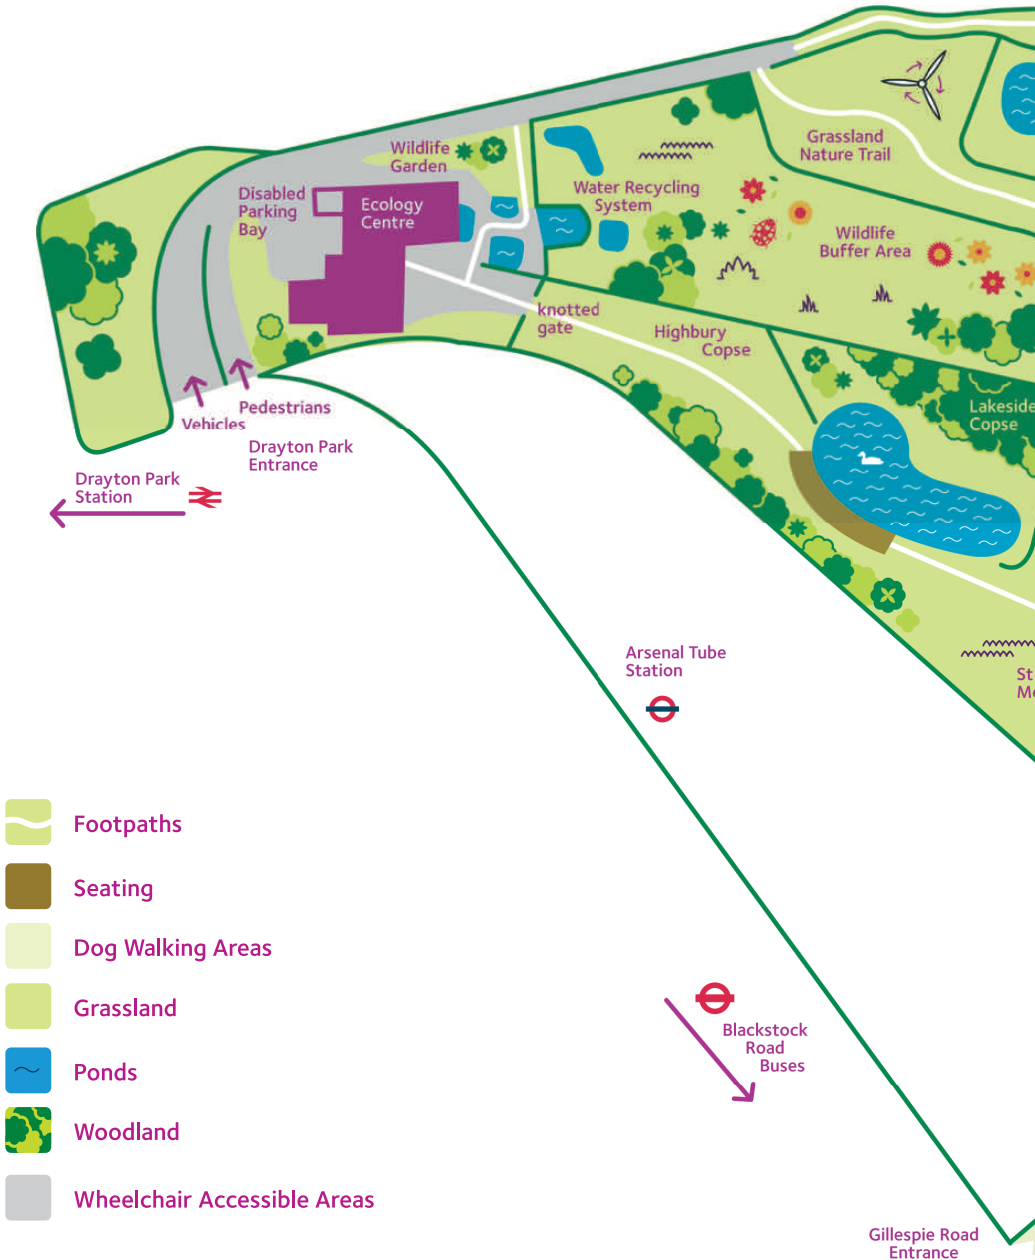 Grassland
Nature Trail
Wildlife
Garden
Disabled
Parking
Bay
Ecology
Centre
Water Recycling
System
Wildlife
Buffer Area
knotted
gate
Highbury
Copse
Lakeside
Copse
Pedestrians
Vehicles
Drayton Park
Entrance
Drayton Park
Station
Arsenal Tube
Station
St
Me
Footpaths
Seating
Dog Walking Areas
Grassland
Ponds
Woodland
Wheelchair Accessible Areas
Blackstock
Road
Buses
Gillespie Road
Entrance